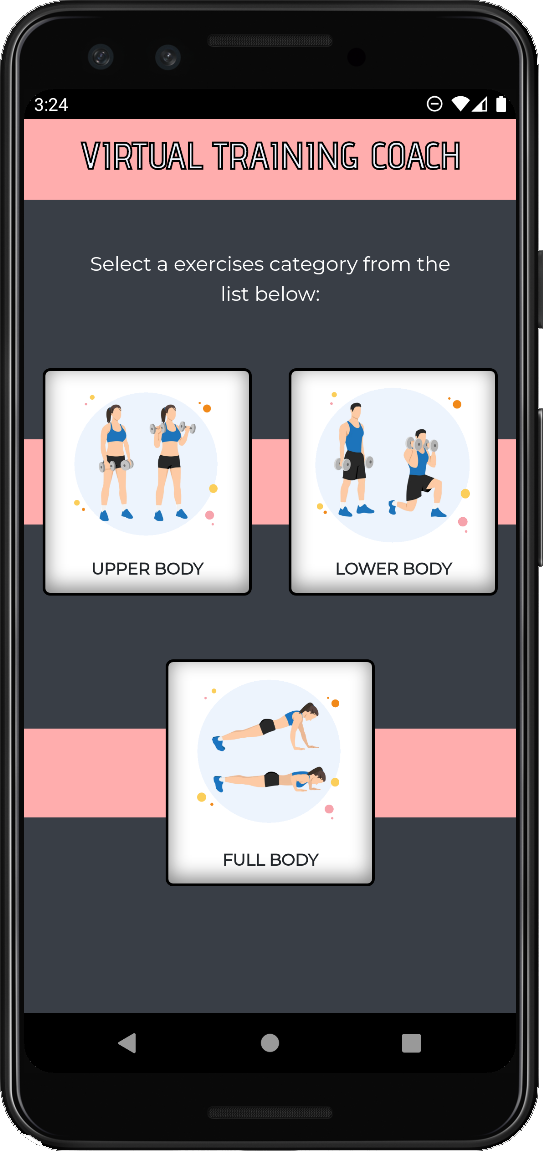 3:24
VIRTUAL TRAINING COACH
Select a exercises category from the
list below:
UPPER BODY
LOWER BODY
FULL BODY